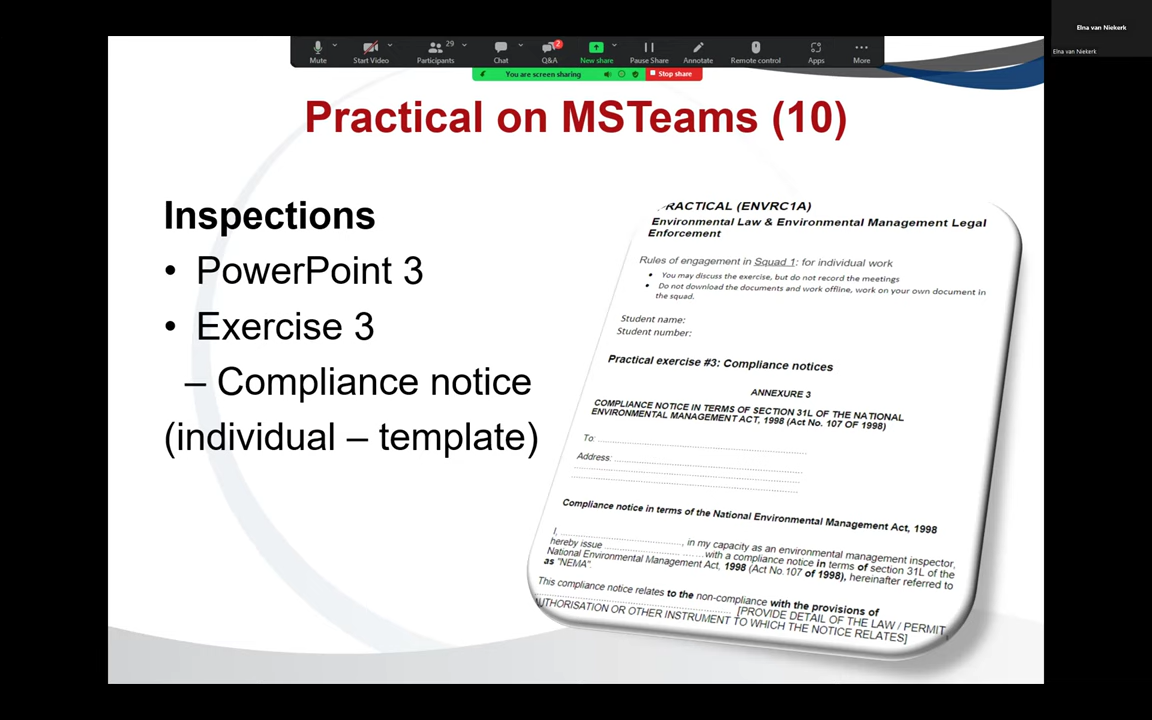 Elna van Niekerk
Elna van Niekerk
Mute
Start Video
29
Participants
Chat
2
Q&A
New share
Pause Share
Annotate
Remote control
Apps
More
You are screen sharing
Stop share
Practical on MSTeams (10)
Inspections
• PowerPoint 3
• Exercise 3
– Compliance notice
(individual – template)
RACTICAL (ENVRC1A)
Environmental Law & Environmental Management Legal
Enforcement
Rules of engagement in Squad 1: for individual work
• You may discuss the exercise, but do not record the meetings
• Do not download the documents and work offline, work on your own document in
the squad.
Student name:
Student number:
Practical exercise #3: Compliance notices
ANNEXURE 3
COMPLIANCE NOTICE IN TERMS OF SECTION 31L OF THE NATIONAL
ENVIRONMENTAL MANAGEMENT ACT, 1998 (Act No. 107 OF 1998)
To:
Address:
Compliance notice in terms of the National Environmental Management Act, 1998
I, , in my capacity as an environmental management inspector,
hereby issue with a compliance notice in terms of section 31L of the
National Environmental Management Act, 1998 (Act No.107 of 1998), hereinafter referred to
as "NEMA".
This compliance notice relates to the non-compliance with the provisions of
[PROVIDE DETAIL OF THE LAW / PERMIT
AUTHORISATION OR OTHER INSTRUMENT TO WHICH THE NOTICE RELATES]